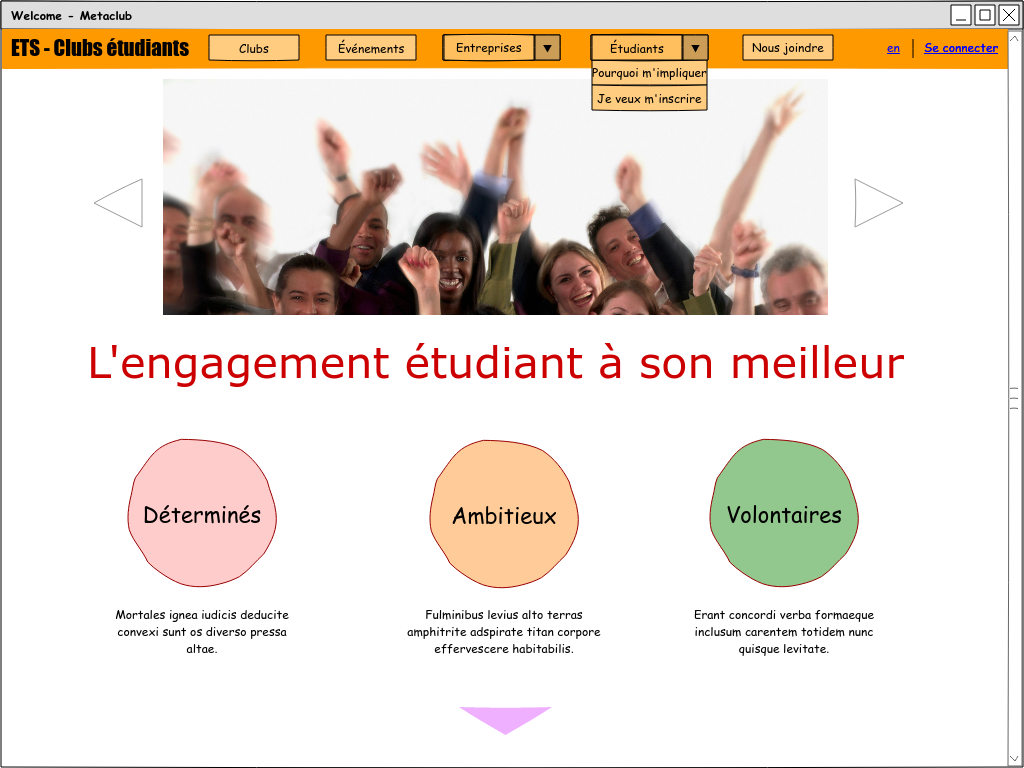 Welcome - Metaclub
ETS - Clubs étudiants
Clubs
Événements
Entreprises
Étudiants
Nous joindre
en
Se connecter
Pourquoi m'impliquer
Je veux m'inscrire
L'engagement étudiant à son meilleur
Déterminés
Ambitieux
Volontaires
Mortales ignea iudicis deducite
convexi sunt os diverso pressa
altae.
Fulminibus levius alto terras
amphitrite adspirate titan corpore
effervescere habitabilis.
Erant concordi verba formaeque
inclusum carentem totidem nunc
quisque levitate.